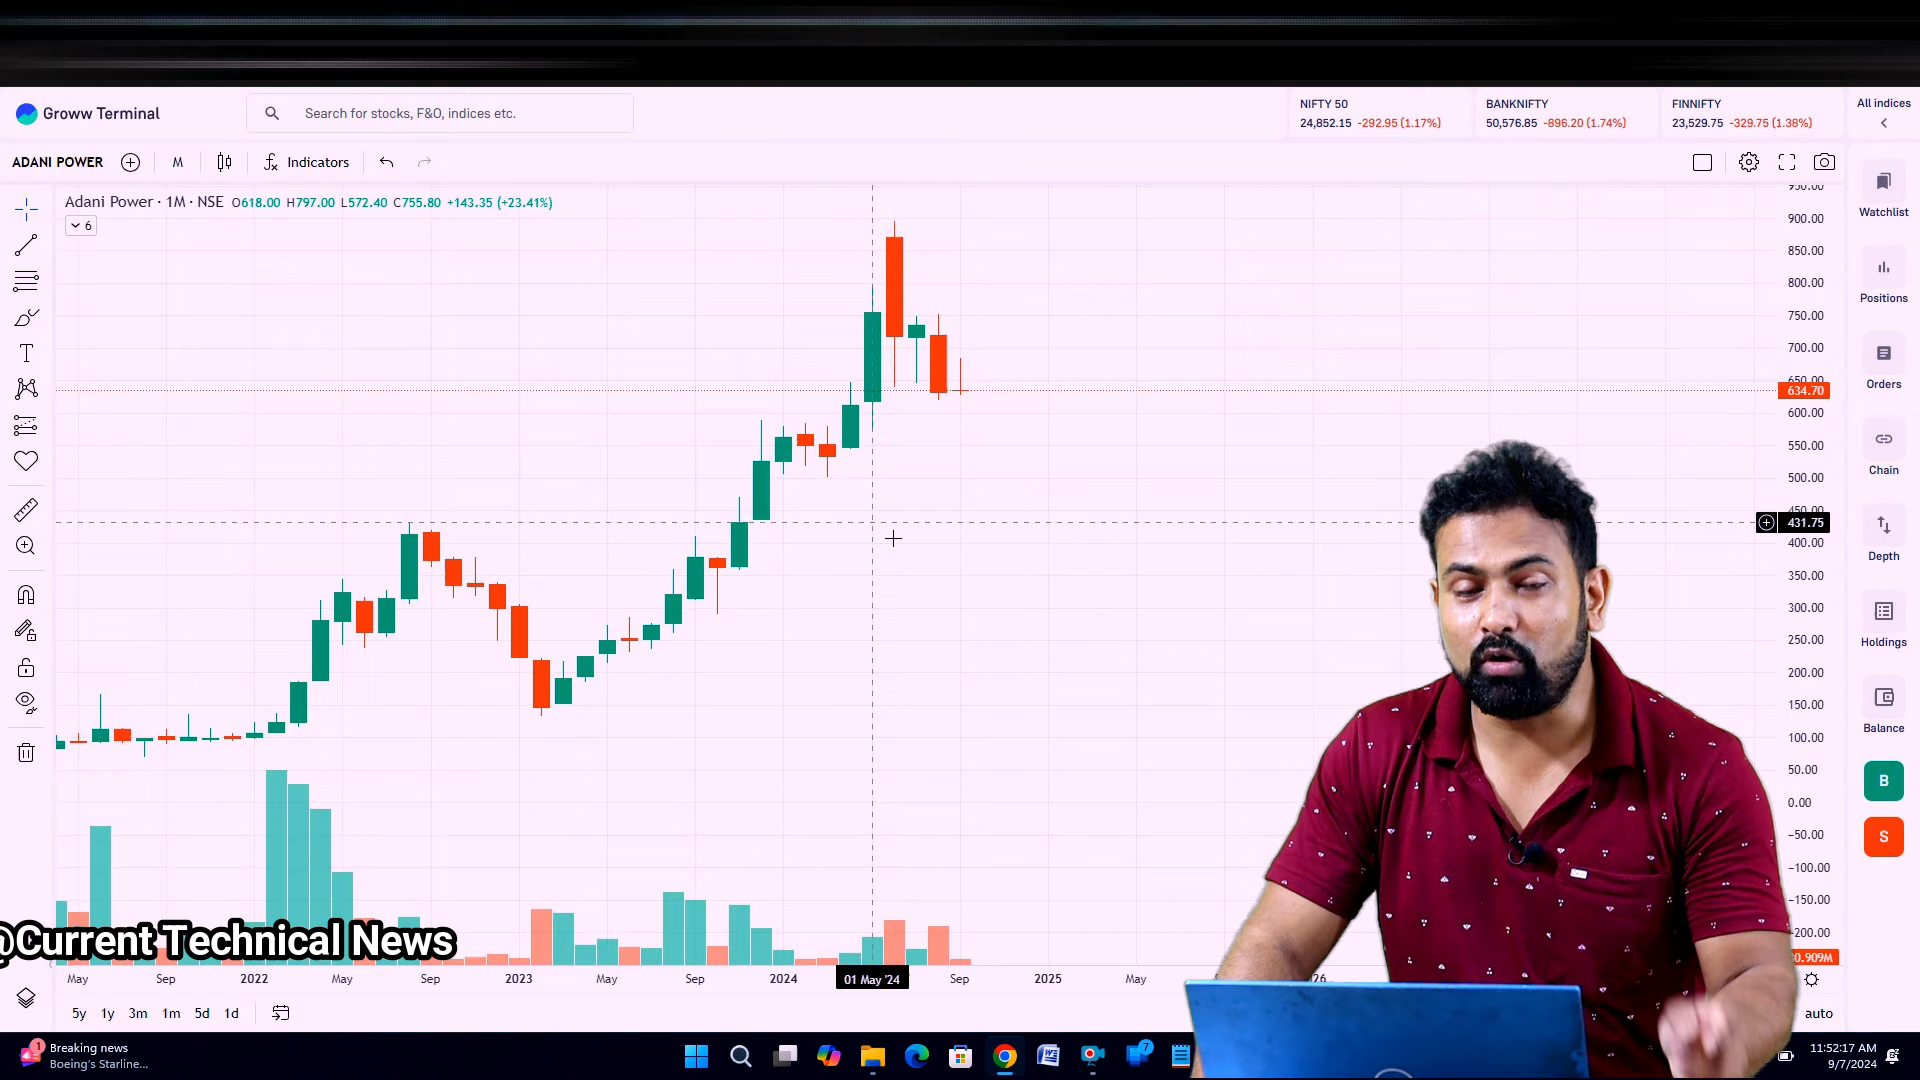 Groww Terminal
Search for stocks, F&O, indices etc.
NIFTY 50
24,852.15 -292.95 (1.17%)
BANKNIFTY
50,576.85 -896.20 (1.74%)
FINNIFTY
23,529.75 -329.75 (1.38%)
All indices
ADANI POWER
M
Indicators
Adani Power · 1M · NSE O618.00 H797.00 L572.40 C755.80 +143.35 (+23.41%)
6
T
900.00
850.00
800.00
750.00
700.00
650.00
634.70
600.00
550.00
500.00
431.75
400.00
350.00
300.00
250.00
200.00
150.00
100.00
50.00
0.00
-50.00
-100.00
-150.00
-200.00
0.909M
Watchlist
Positions
Orders
Chain
Depth
Holdings
Balance
B
S
@Current Technical News
May Sep 2022 May Sep 2023 May Sep 2024 01 May '24 Sep 2025 May
5y 1y 3m 1m 5d 1d
auto
1
Breaking news
Boeing's Starline...
7
11:52:17 AM
9/7/2024